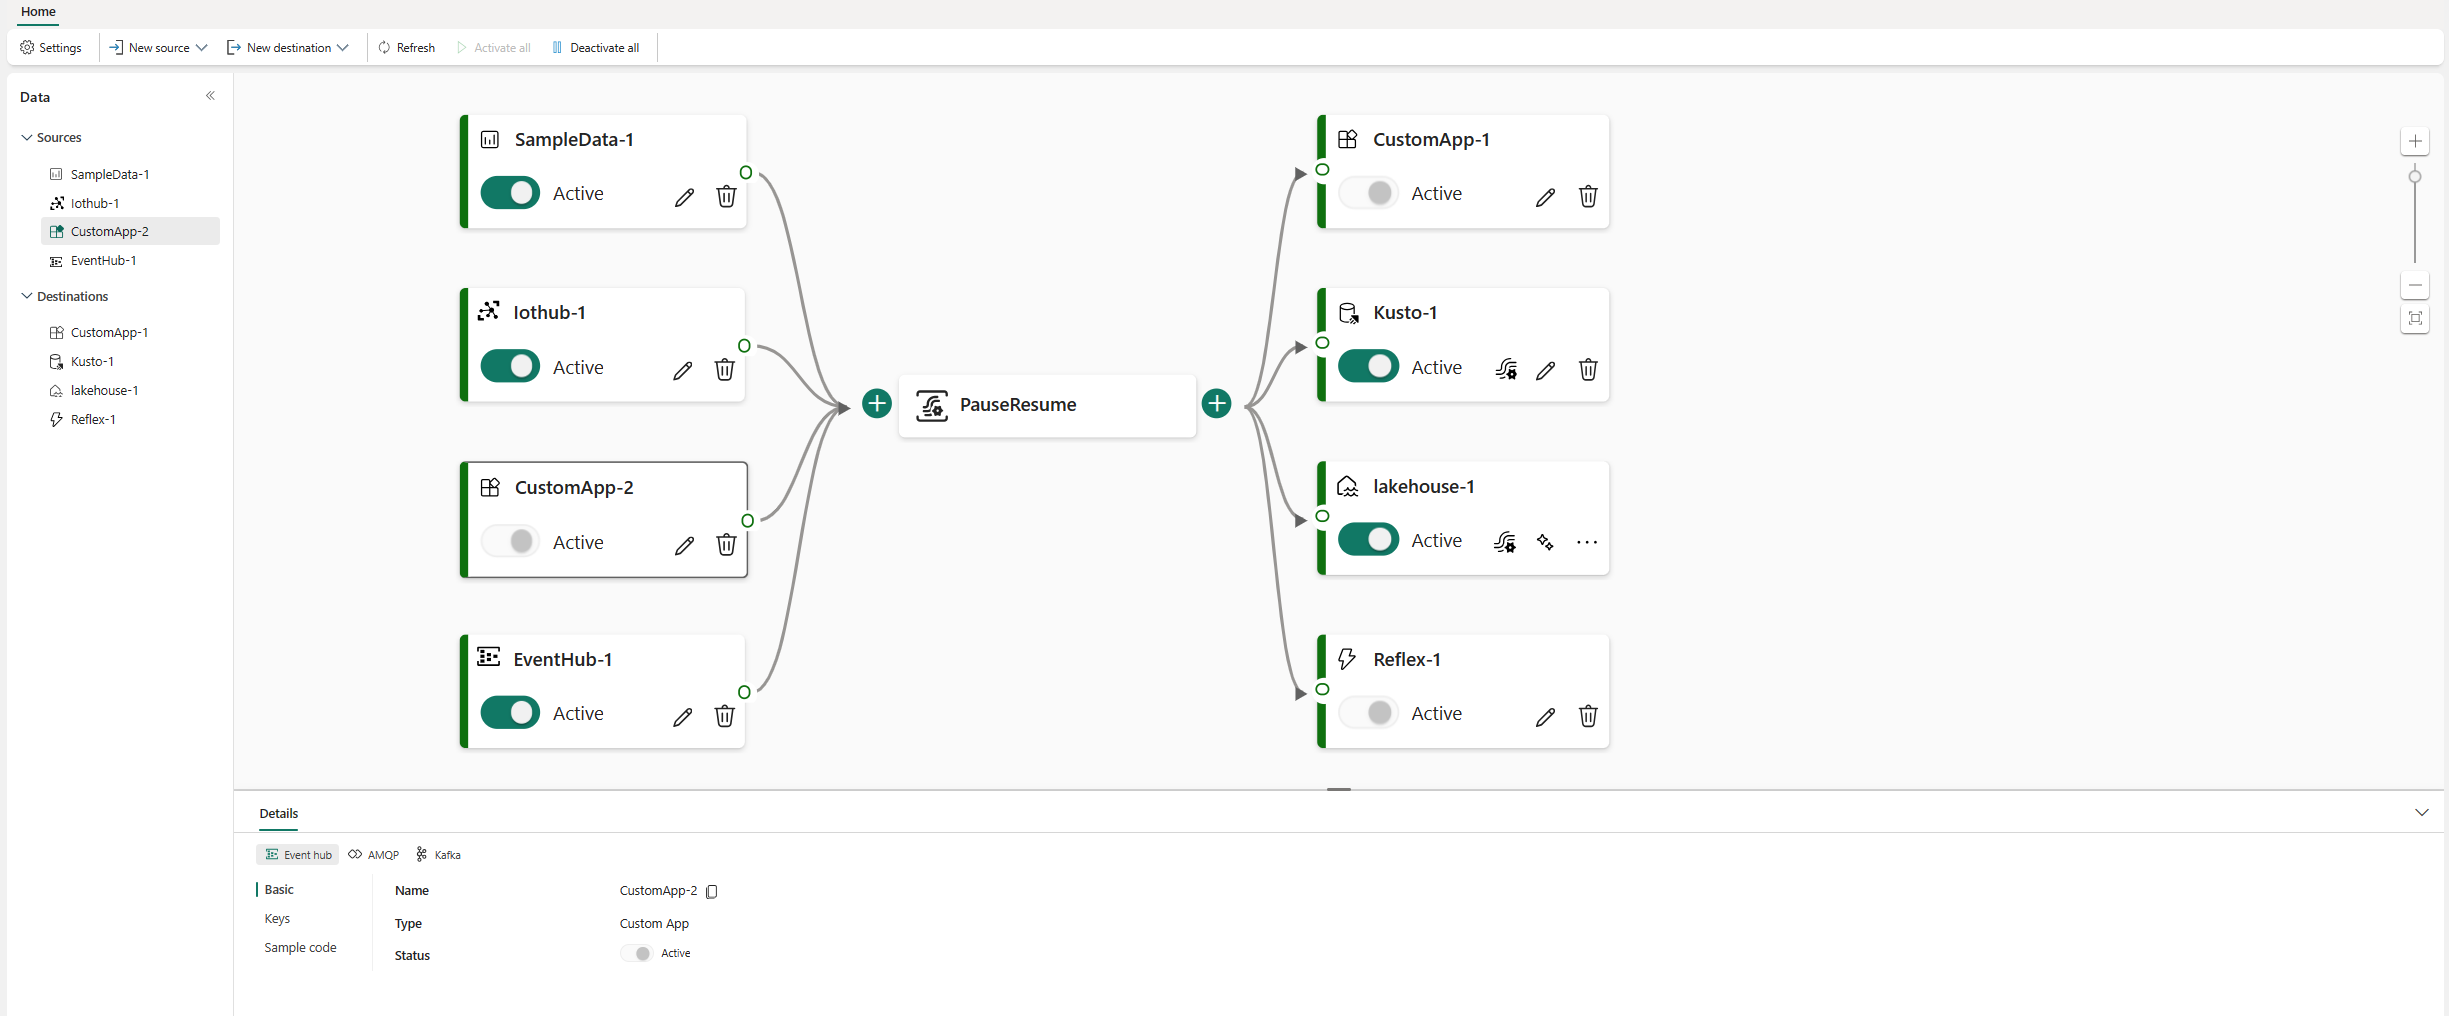 Home
Settings
New source
New destination
Refresh
Activate all
Deactivate all
Data
Sources
SampleData-1
Iothub-1
CustomApp-2
EventHub-1
Destinations
CustomApp-1
Kusto-1
lakehouse-1
Reflex-1
SampleData-1
Active
Iothub-1
Active
CustomApp-2
Active
EventHub-1
Active
PauseResume
CustomApp-1
Active
Kusto-1
Active
lakehouse-1
Active
Reflex-1
Active
Details
Event hub
AMQP
Kafka
Basic
Keys
Sample code
Name
CustomApp-2
Type
Custom App
Status
Active